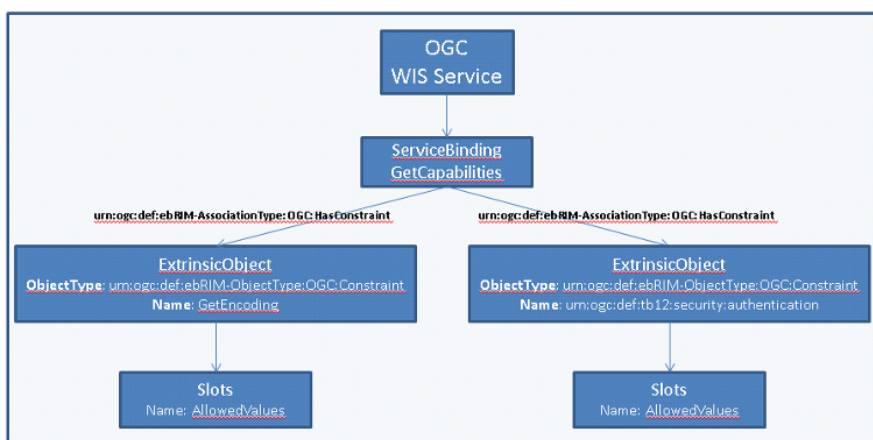 OGC
WIS Service
ServiceBinding
GetCapabilities
urn:ogc:def:ebRIM-AssociationType:OGC:HasConstraint
urn:ogc:def:ebRIM-AssociationType:OGC:HasConstraint
ExtrinsicObject
ObjectType: urn:ogc:def:ebRIM-ObjectType:OGC:Constraint
Name: GetEncoding
ExtrinsicObject
ObjectType: urn:ogc:def:ebRIM-ObjectType:OGC:Constraint
Name: urn:ogc:def:tb12:security:authentication
Slots
Name: AllowedValues
Slots
Name: AllowedValues